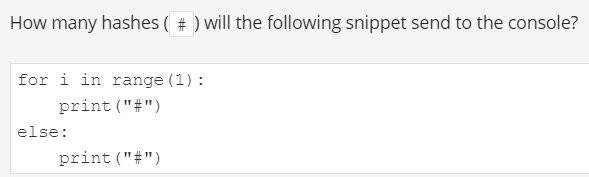 How many hashes ( # ) will the following snippet send to the console?
for i in range(1):
    print("#")
else:
    print("#")